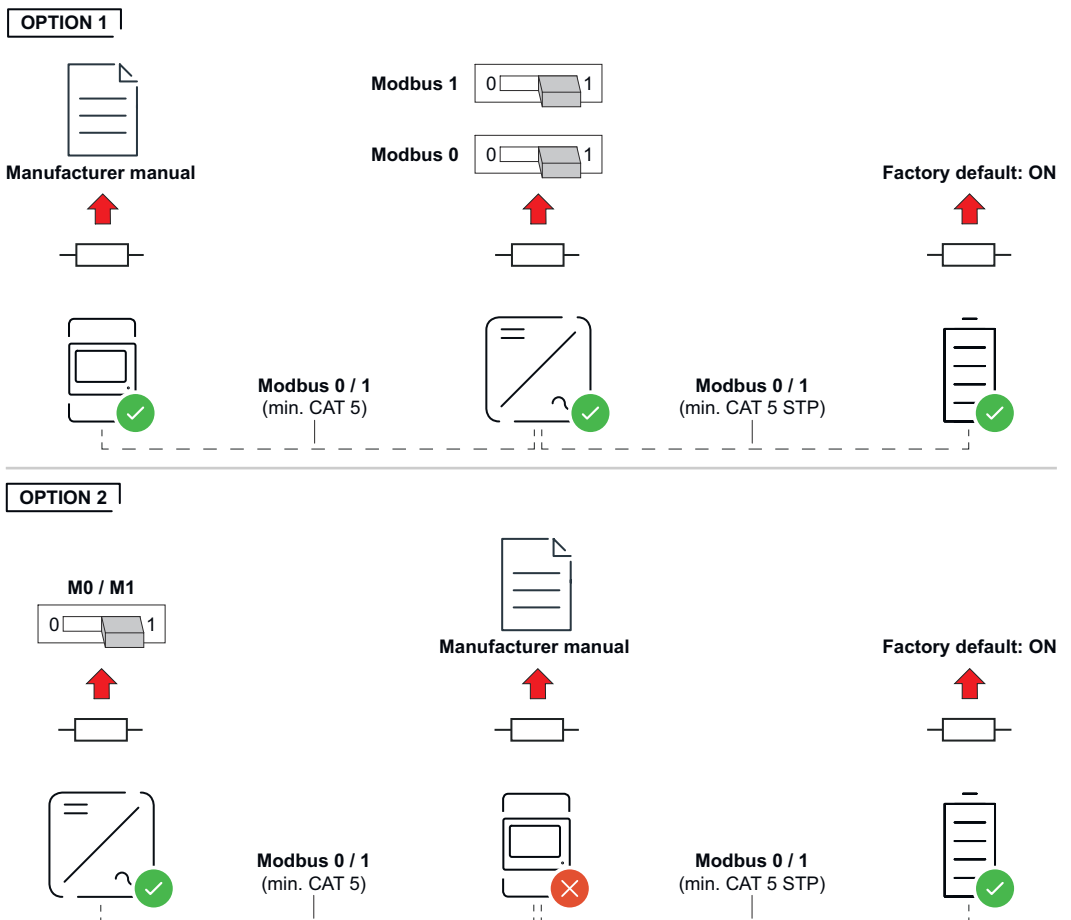 OPTION 1
Modbus 1
0 1
Modbus 0
0 1
Manufacturer manual
Factory default: ON
Modbus 0 / 1
(min. CAT 5)
Modbus 0 / 1
(min. CAT 5 STP)
OPTION 2
M0 / M1
0 1
Manufacturer manual
Factory default: ON
Modbus 0 / 1
(min. CAT 5)
Modbus 0 / 1
(min. CAT 5 STP)